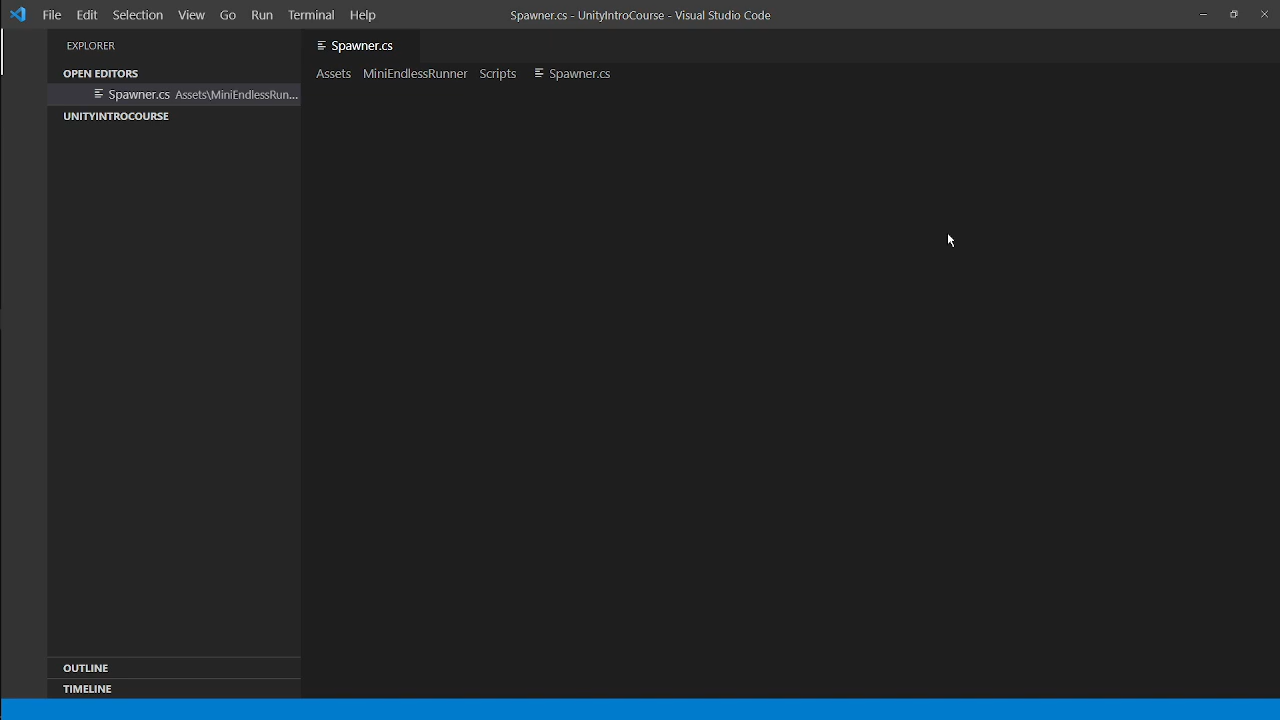 File Edit Selection View Go Run Terminal Help Spawner.cs - UnityIntroCourse - Visual Studio Code
EXPLORER
Spawner.cs
OPEN EDITORS
Assets MiniEndlessRunner Scripts Spawner.cs
Spawner.cs Assets\MiniEndlessRun...
UNITYINTROCOURSE
OUTLINE
TIMELINE